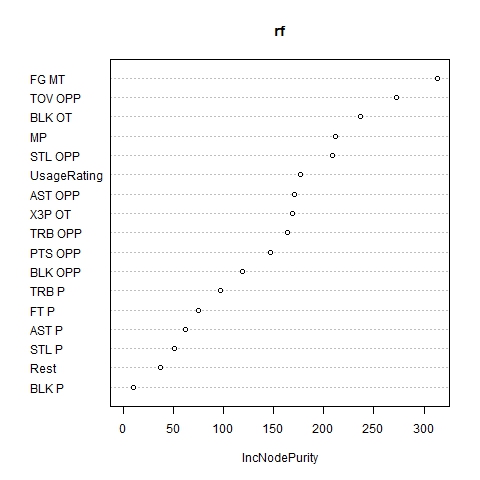 rf
FG MT
TOV OPP
BLK OT
MP
STL OPP
UsageRating
AST OPP
X3P OT
TRB OPP
PTS OPP
BLK OPP
TRB P
FT P
AST P
STL P
Rest
BLK P
0 50 100 150 200 250 300
IncNodePurity